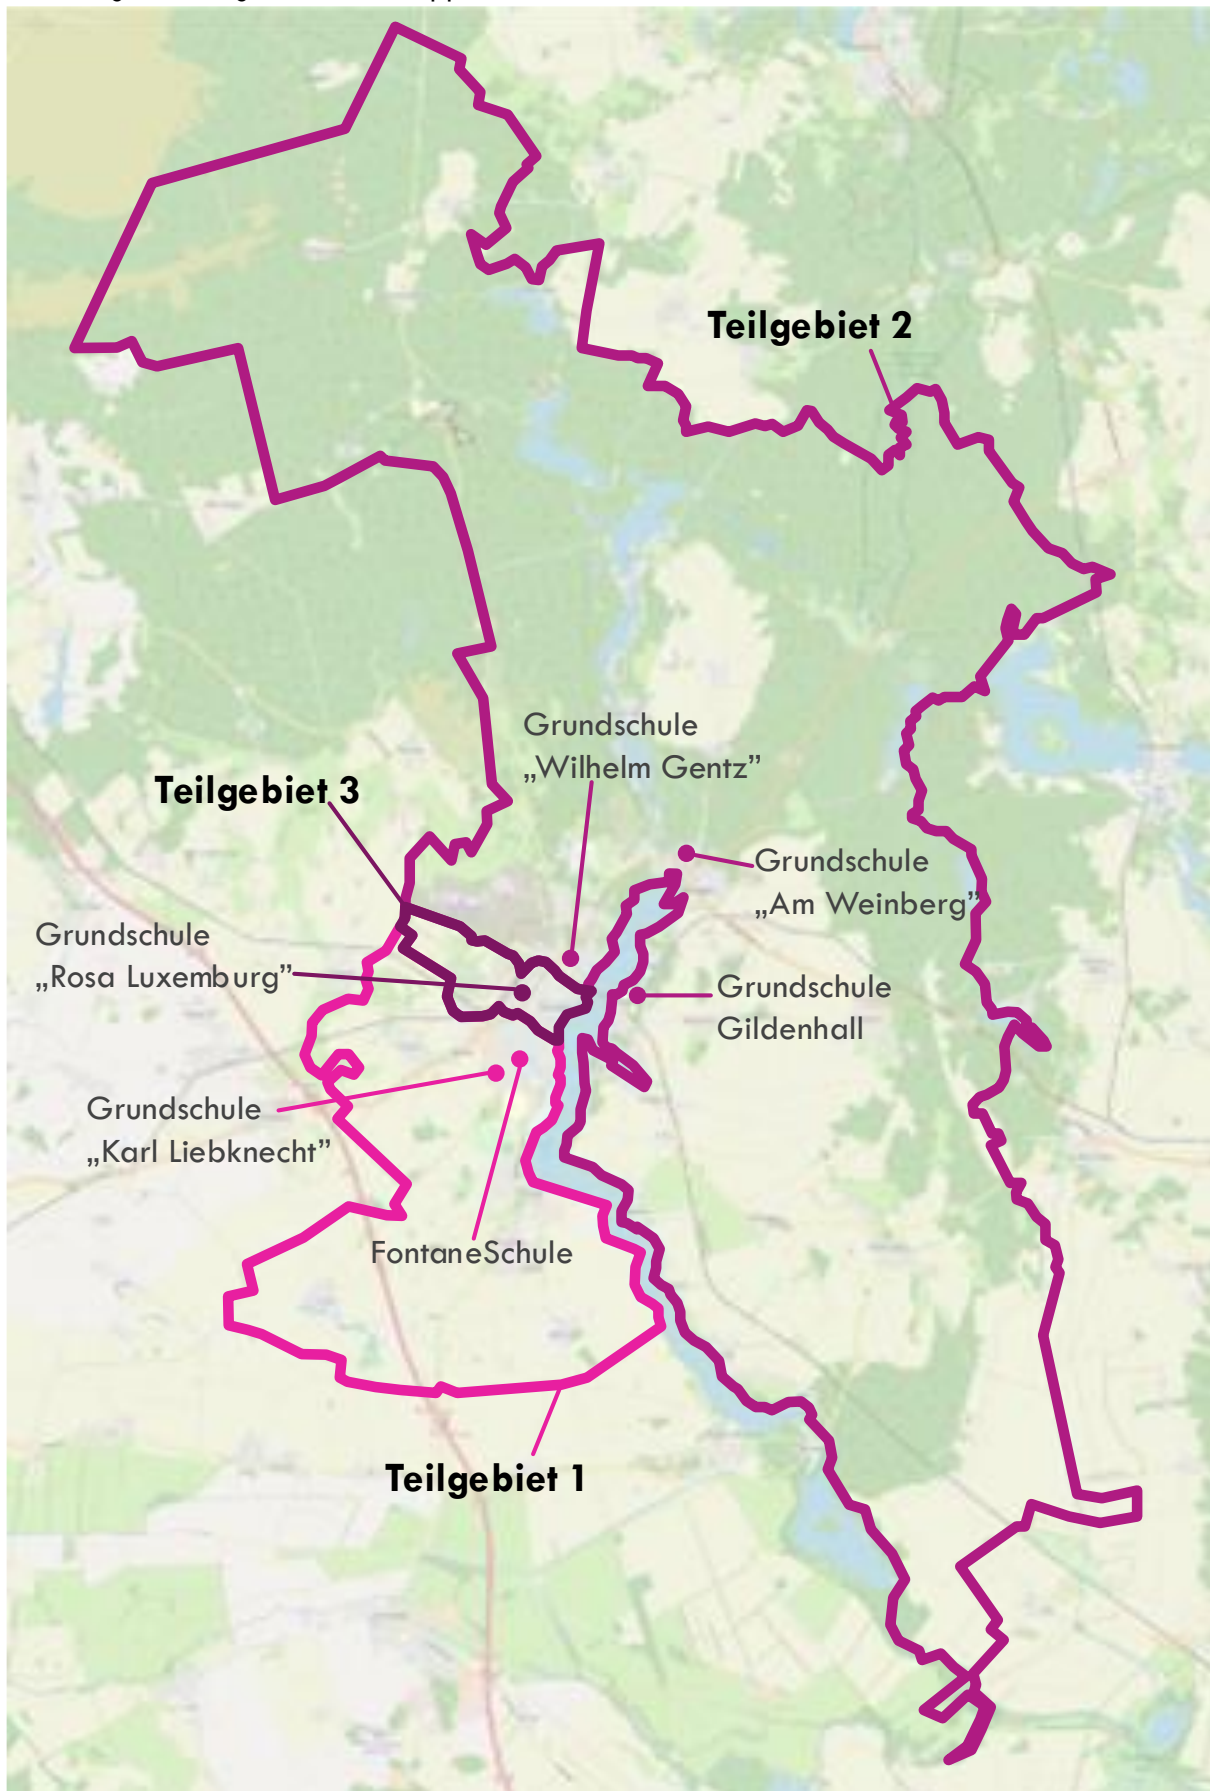 Teilgebiet 2
Grundschule
„Wilhelm Gentz”
Teilgebiet 3
Grundschule
„Am Weinberg”
Grundschule
„Rosa Luxemburg”
Grundschule
Gildenhall
Grundschule
„Karl Liebknecht”
FontaneSchule
Teilgebiet 1